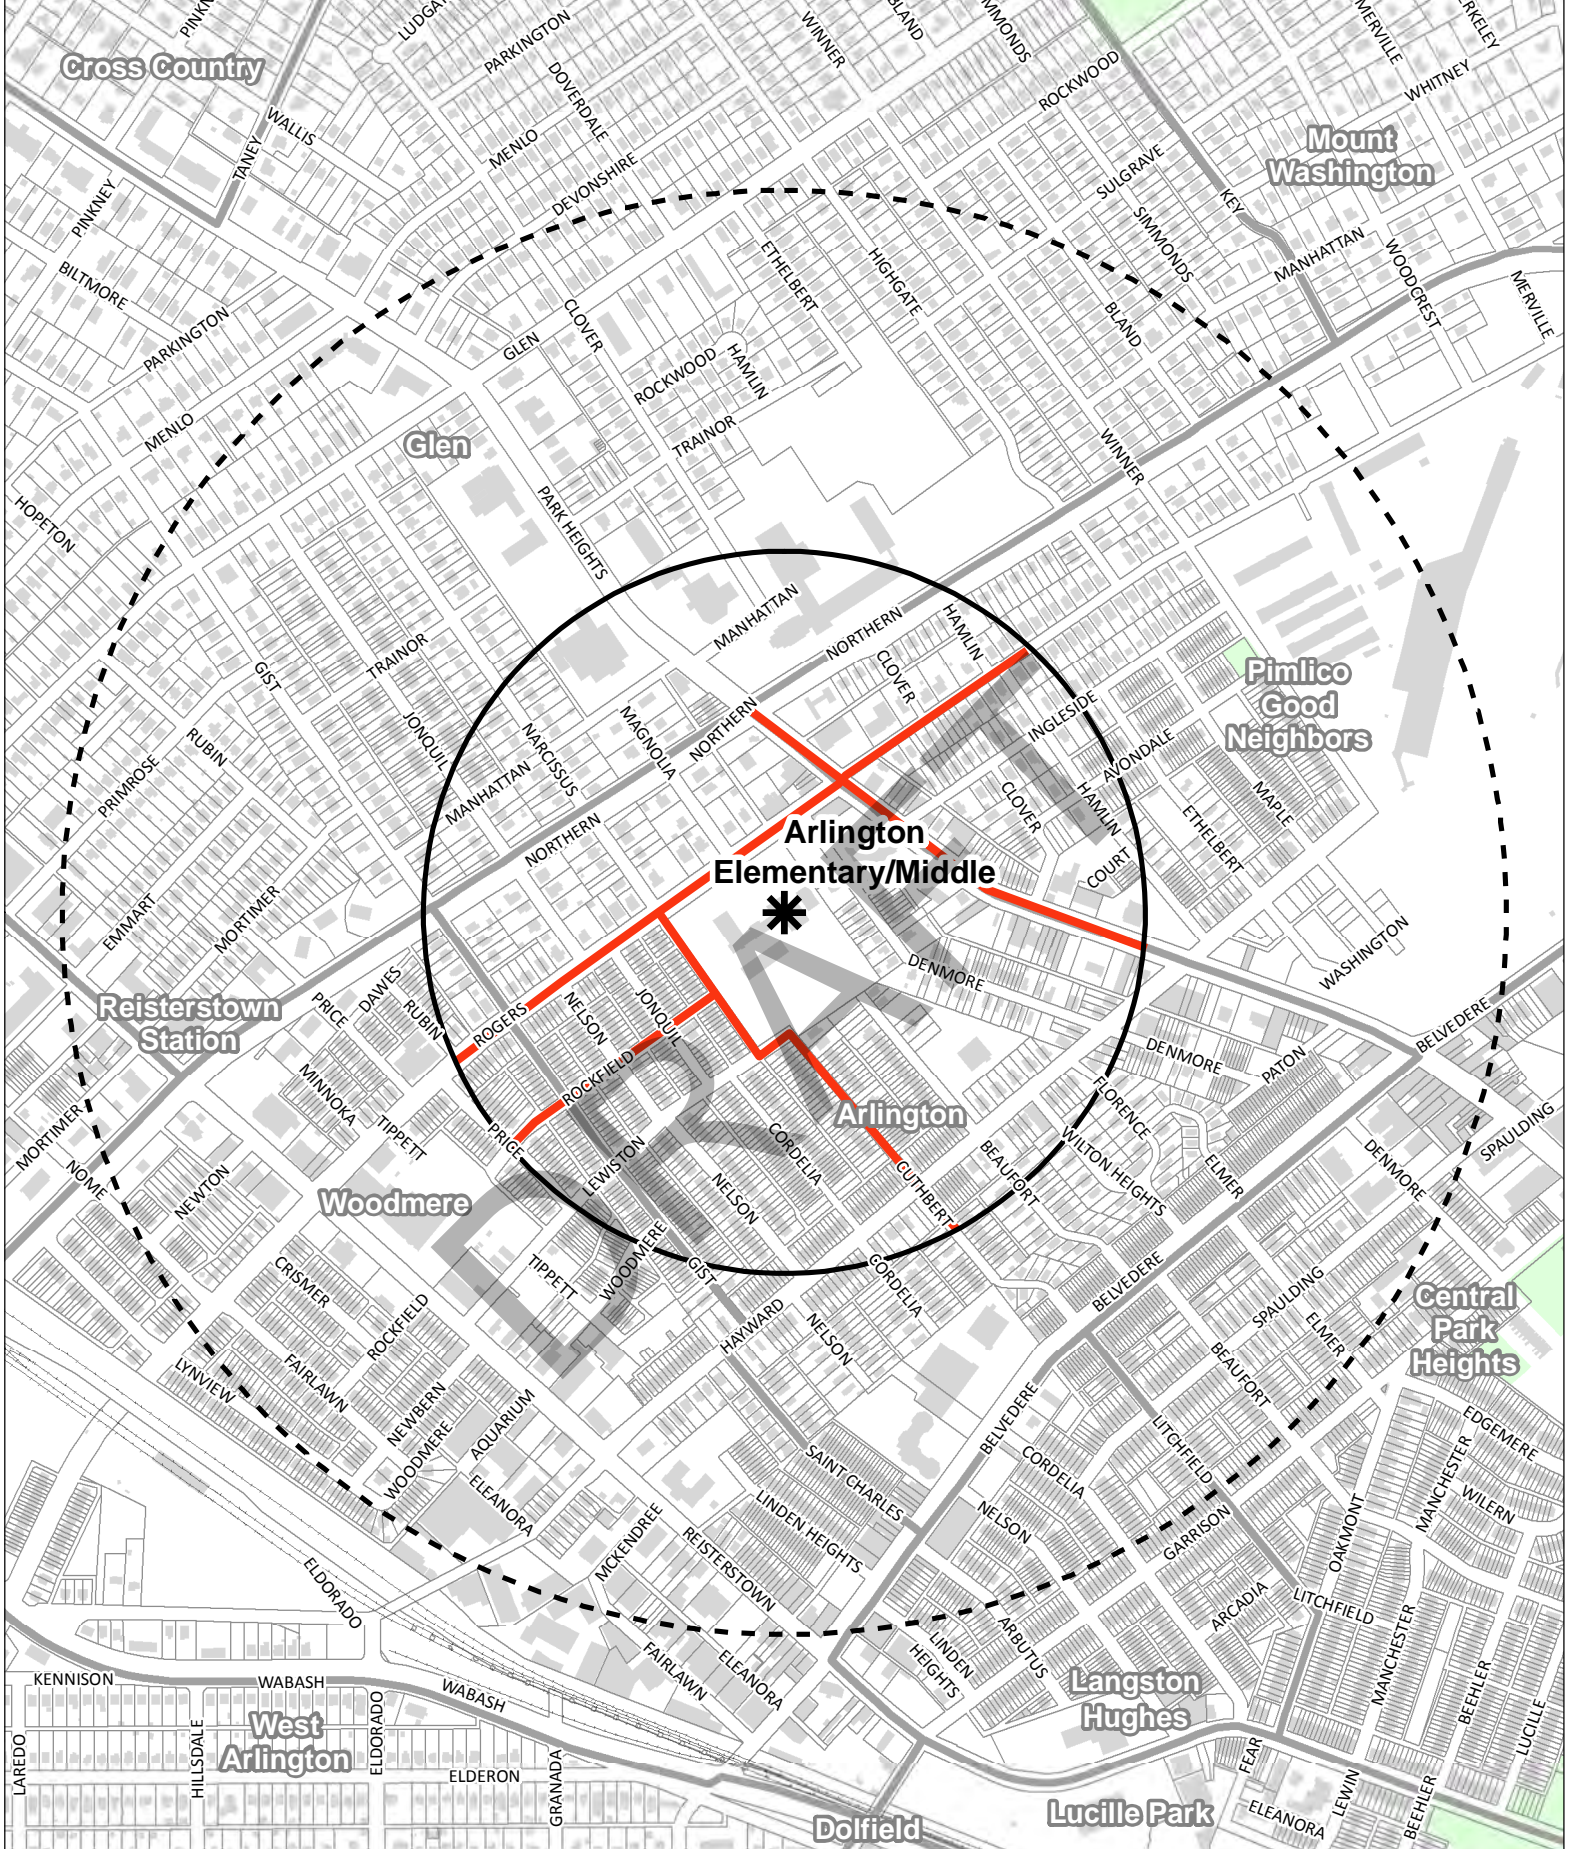 PINKNEY
LUDGA
PARKINGTON
WINNER
BLAND
MMONDS
MERVILLE
RKELEY
Cross Country
DOVERDALE
ROCKWOOD
WHITNEY
WALLIS
TANEY
MENLO
DEVONSHIRE
SULGRAVE
Mount
Washington
PINKNEY
BILTMORE
PARKINGTON
KEY
SIMMONDS
MANHATTAN
WOODCREST
MERVILLE
ETHELBERT
HIGHGATE
BLAND
CLOVER
GLEN
ROCKWOOD
HAMLIN
TRAINOR
MENLO
Glen
WINNER
HOPETON
PARK HEIGHTS
MANHATTAN
NORTHERN
HAMLIN
CLOVER
TRAINOR
GIST
JONQUIL
NARCISSUS
MAGNOLIA
NORTHERN
INGLESIDE
Pimlico
Good
Neighbors
RUBIN
PRIMROSE
MANHATTAN
AVONDALE
HAMLIN
CLOVER
MAPLE
ETHELBERT
NORTHERN
Arlington
Elementary/Middle
COURT
EMMART
MORTIMER
WASHINGTON
DENMORE
DAWES
PRICE
RUBIN
Reisterstown
Station
ROGERS
NELSON
JONQUIL
BELVEDERE
DENMORE
PATON
ROCKFIELD
MINNOKA
TIPPETT
FLORENCE
Arlington
MORTIMER
NOME
PRICE
LEWISTON
CORDELIA
CUTHBERT
BEAUFORT
WILTON HEIGHTS
ELMER
DENMORE
SPAULDING
NEWTON
Woodmere
NELSON
DRAFT
TIPPETT
WOODMERE
GIST
CORDELIA
BELVEDERE
SPAULDING
Central
Park
Heights
CRISMER
ROCKFIELD
HAYWARD
NELSON
ELMER
BEAUFORT
LYNVIEW
FAIRLAWN
NEWBERN
WOODMERE
AQUARIUM
BELVEDERE
LITCHFIELD
EDGEMERE
MANCHESTER
WILERN
ELEANORA
SAINT CHARLES
CORDELIA
NELSON
LINDEN HEIGHTS
GARRISON
OAKMONT
MCKENDREE
REISTERSTOWN
ELDORADO
ARCADIA
LITCHFIELD
MANCHESTER
LINDEN
HEIGHTS
ARBUTUS
FAIRLAWN
ELEANORA
Langston
Hughes
BEEHLER
LUCILLE
KENNISON
WABASH
WABASH
West
Arlington
LAREDO
HILLSDALE
ELDORADO
ELDERON
GRANADA
FEAR
LEWIN
BEEHLER
ELEANORA
Lucille Park
Dolfield